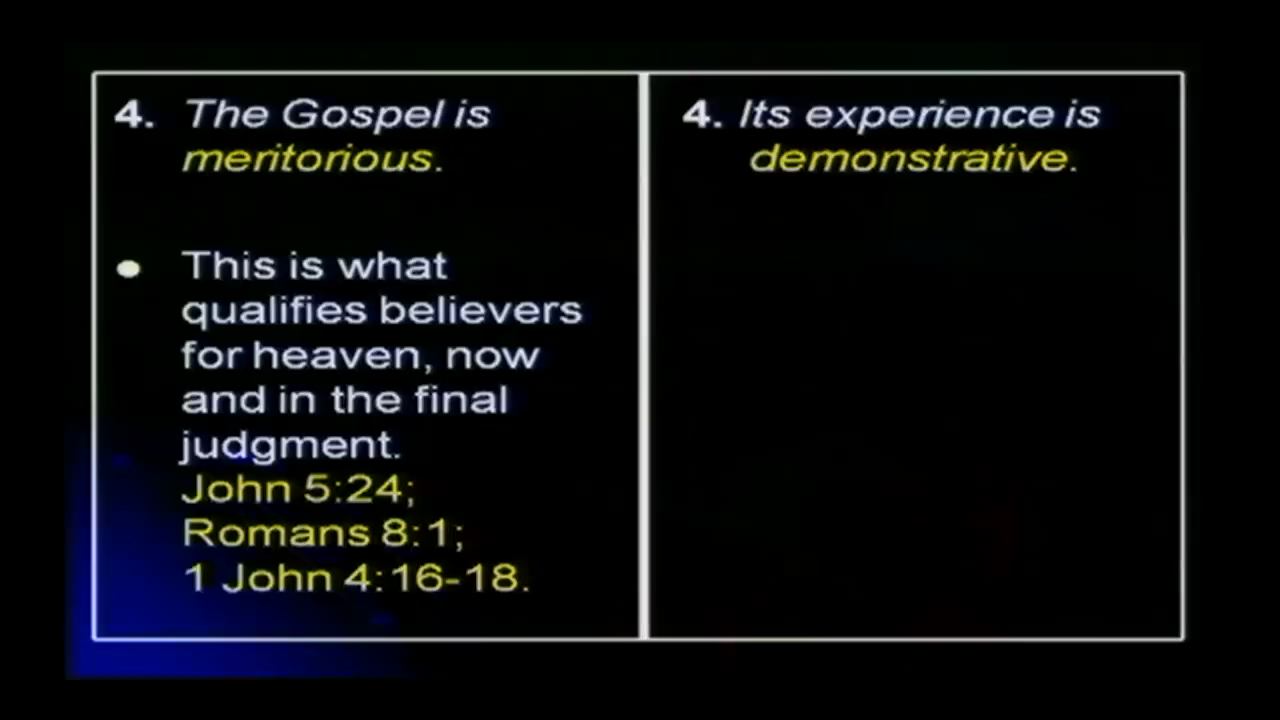 4. The Gospel is
meritorious.
● This is what
qualifies believers
for heaven, now
and in the final
judgment.
John 5:24;
Romans 8:1;
1 John 4:16-18.
4. Its experience is
demonstrative.